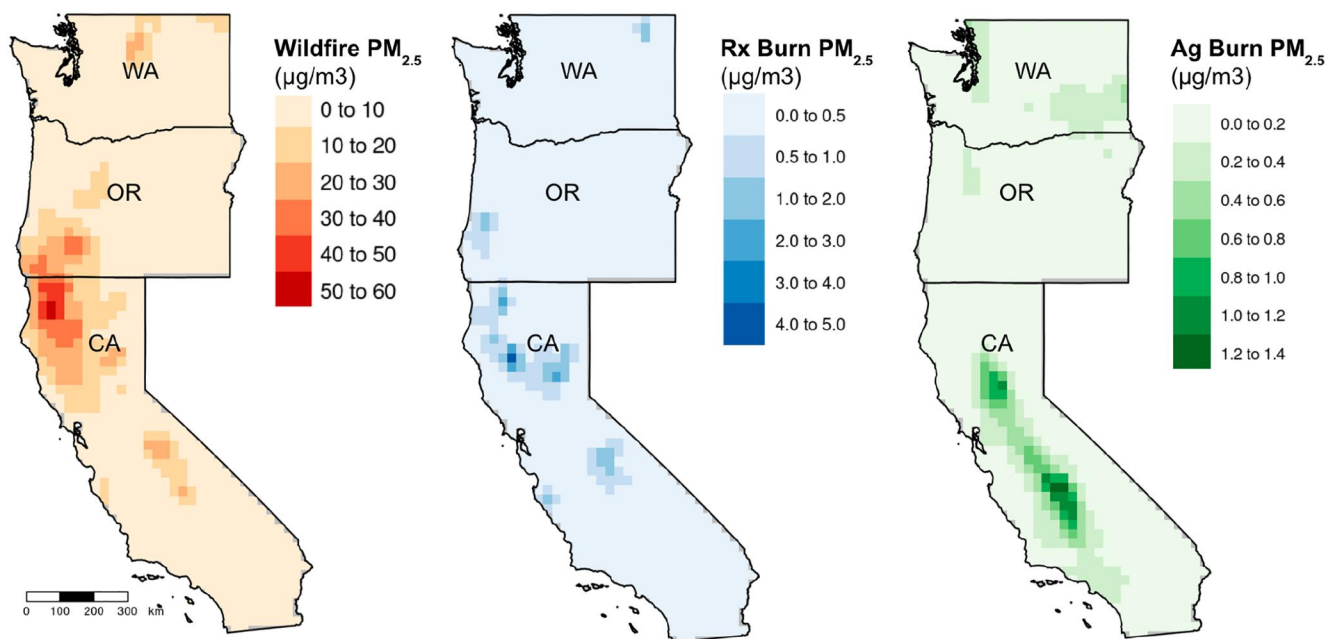 Wildfire PM2.5
(µg/m3)
0 to 10
10 to 20
20 to 30
30 to 40
40 to 50
50 to 60
WA
OR
CA
0 100 200 300
km
Rx Burn PM2.5
(µg/m3)
0.0 to 0.5
0.5 to 1.0
1.0 to 2.0
2.0 to 3.0
3.0 to 4.0
4.0 to 5.0
WA
OR
CA
Ag Burn PM2.5
(µg/m3)
0.0 to 0.2
0.2 to 0.4
0.4 to 0.6
0.6 to 0.8
0.8 to 1.0
1.0 to 1.2
1.2 to 1.4
WA
OR
CA